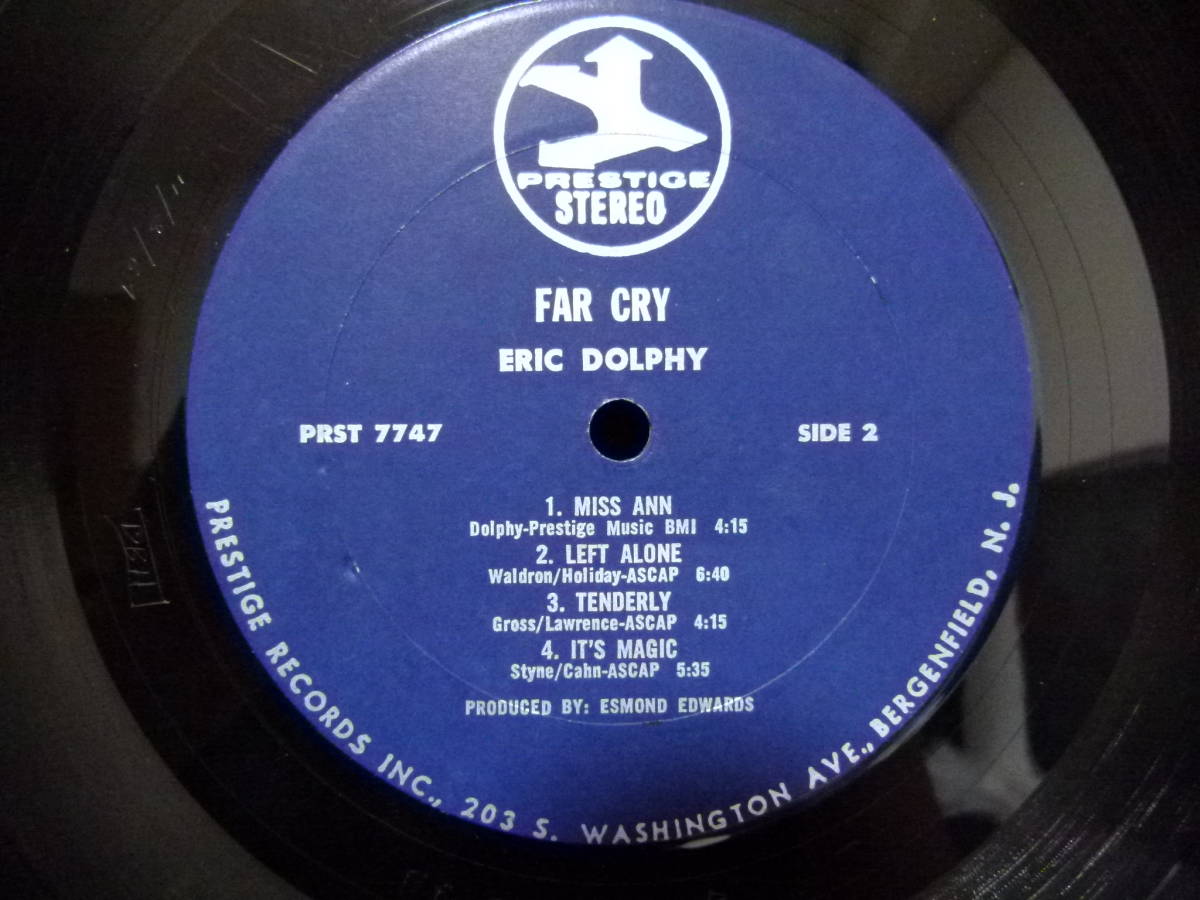 PRESTIGE
STEREO
FAR CRY
ERIC DOLPHY
PRST 7747
SIDE 2
1. MISS ANN
Dolphy-Prestige Music BMI 4:15
2. LEFT ALONE
Waldron/Holiday-ASCAP 6:40
3. TENDERLY
Gross/Lawrence-ASCAP 4:15
4. IT'S MAGIC
Styne/Cahn-ASCAP 5:35
PRODUCED BY: ESMOND EDWARDS
PRESTIGE RECORDS INC., 203 S. WASHINGTON AVE., BERGENFIELD, N. J.